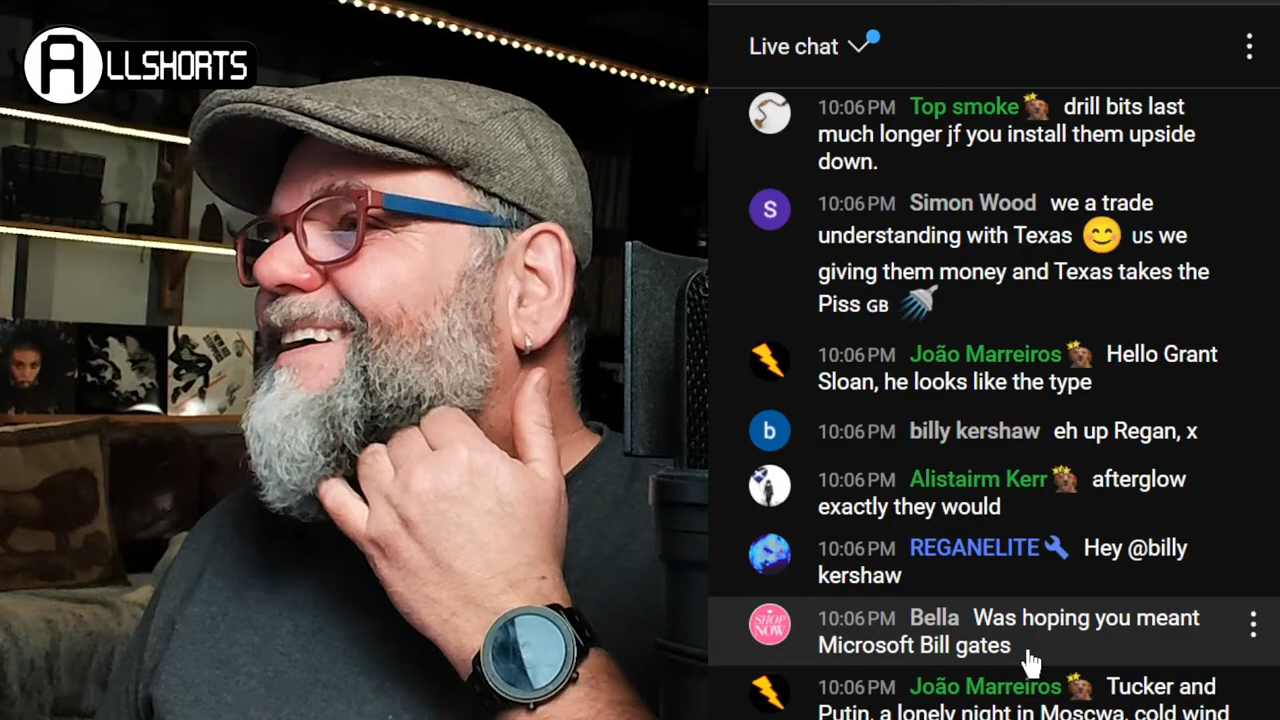 ALLSHORTS
Live chat
10:06 PM Top smoke drill bits last
much longer jf you install them upside
down.
10:06 PM Simon Wood we a trade
understanding with Texas 😊 US we
giving them money and Texas takes the
Piss GB 🚿
10:06 PM João Marreiros Hello Grant
Sloan, he looks like the type
10:06 PM billy kershaw eh up Regan, x
10:06 PM Alistairm Kerr afterglow
exactly they would
10:06 PM REGANELITE Hey @billy
kershaw
10:06 PM Bella Was hoping you meant
Microsoft Bill gates
10:06 PM João Marreiros Tucker and
Putin, a lonely night in Moscwa, cold wind
S
b
SHOP
NOW